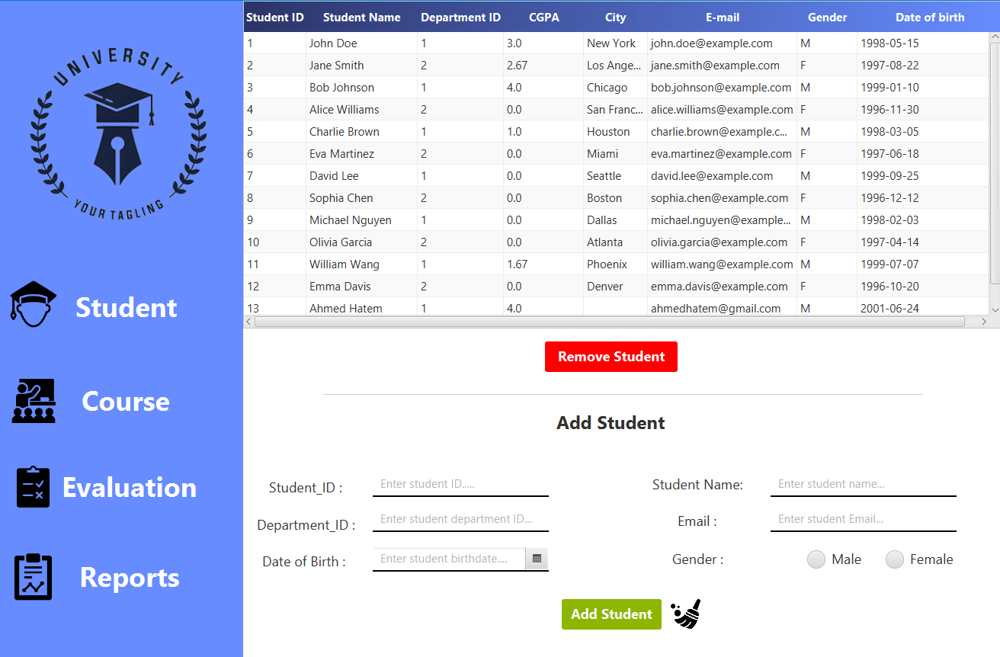 UNIVERSITY
YOUR TAGLING
Student
Course
Evaluation
Reports
Student ID Student Name Department ID CGPA City E-mail Gender Date of birth
1 John Doe 1 3.0 New York john.doe@example.com M 1998-05-15
2 Jane Smith 2 2.67 Los Ange... jane.smith@example.com F 1997-08-22
3 Bob Johnson 1 4.0 Chicago bob.johnson@example.com M 1999-01-10
4 Alice Williams 2 0.0 San Franc... alice.williams@example.com F 1996-11-30
5 Charlie Brown 1 1.0 Houston charlie.brown@example.c... M 1998-03-05
6 Eva Martinez 2 0.0 Miami eva.martinez@example.com F 1997-06-18
7 David Lee 1 0.0 Seattle david.lee@example.com M 1999-09-25
8 Sophia Chen 2 0.0 Boston sophia.chen@example.com F 1996-12-12
9 Michael Nguyen 1 0.0 Dallas michael.nguyen@example... M 1998-02-03
10 Olivia Garcia 2 0.0 Atlanta olivia.garcia@example.com F 1997-04-14
11 William Wang 1 1.67 Phoenix william.wang@example.com M 1999-07-07
12 Emma Davis 2 0.0 Denver emma.davis@example.com F 1996-10-20
13 Ahmed Hatem 1 4.0 ahmedhatem@gmail.com M 2001-06-24
Remove Student
Add Student
Student_ID : Enter student ID..... Student Name: Enter student name...
Department_ID : Enter student department ID... Email : Enter student Email...
Date of Birth : Enter student birthdate.... Gender : Male Female
Add Student